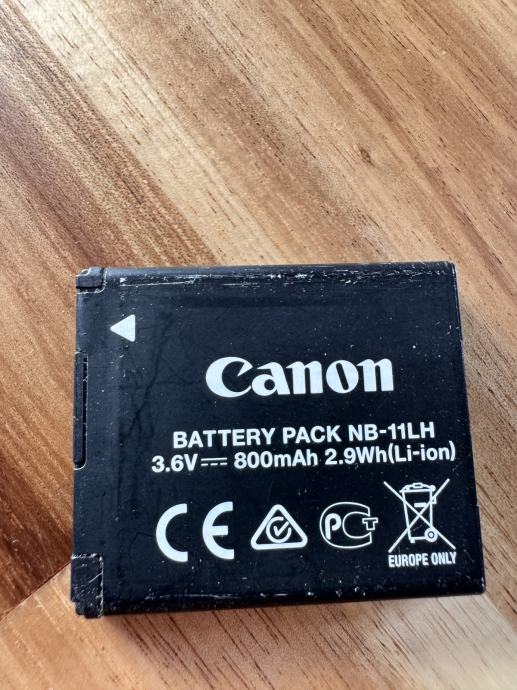 Canon
BATTERY PACK NB-11LH
3.6V⎓ 800mAh 2.9Wh(Li-ion)
CE PCT
EUROPE ONLY